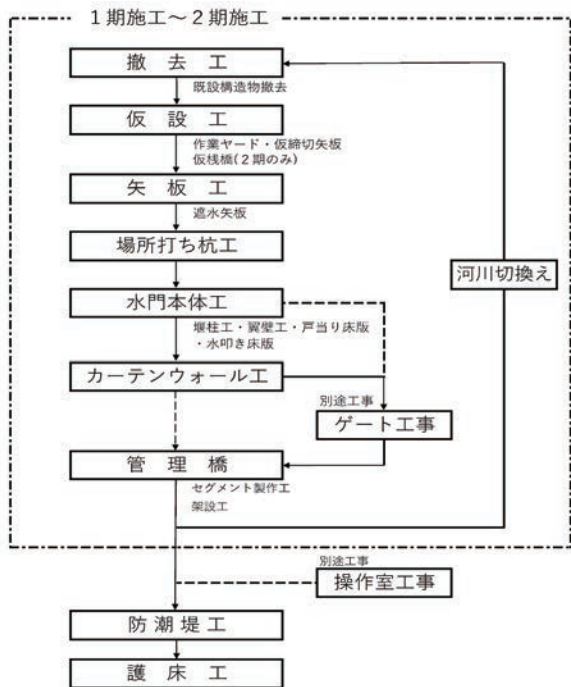 1期施工～2期施工
撤去工
既設構造物撤去
仮設工
作業ヤード・仮締切矢板
仮桟橋(2期のみ)
矢板工
遮水矢板
場所打ち杭工
河川切換え
水門本体工
堰柱工・翼壁工・戸当り床版
・水叩き床版
カーテンウォール工
別途工事
ゲート工事
管理橋
セグメント製作工
架設工
別途工事
操作室工事
防潮堤工
護床工